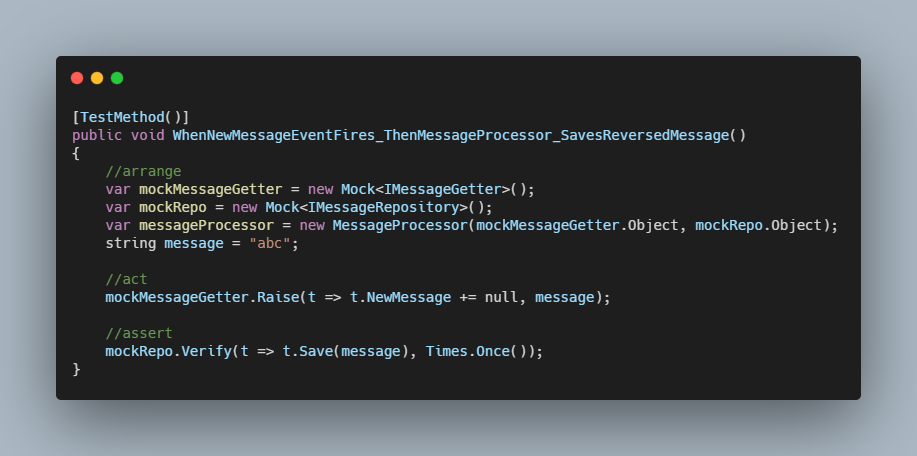 [TestMethod()]
public void WhenNewMessageEventFires_ThenMessageProcessor_SavesReversedMessage()
{
    //arrange
    var mockMessageGetter = new Mock<IMessageGetter>();
    var mockRepo = new Mock<IMessageRepository>();
    var messageProcessor = new MessageProcessor(mockMessageGetter.Object, mockRepo.Object);
    string message = "abc";

    //act
    mockMessageGetter.Raise(t => t.NewMessage += null, message);

    //assert
    mockRepo.Verify(t => t.Save(message), Times.Once());
}